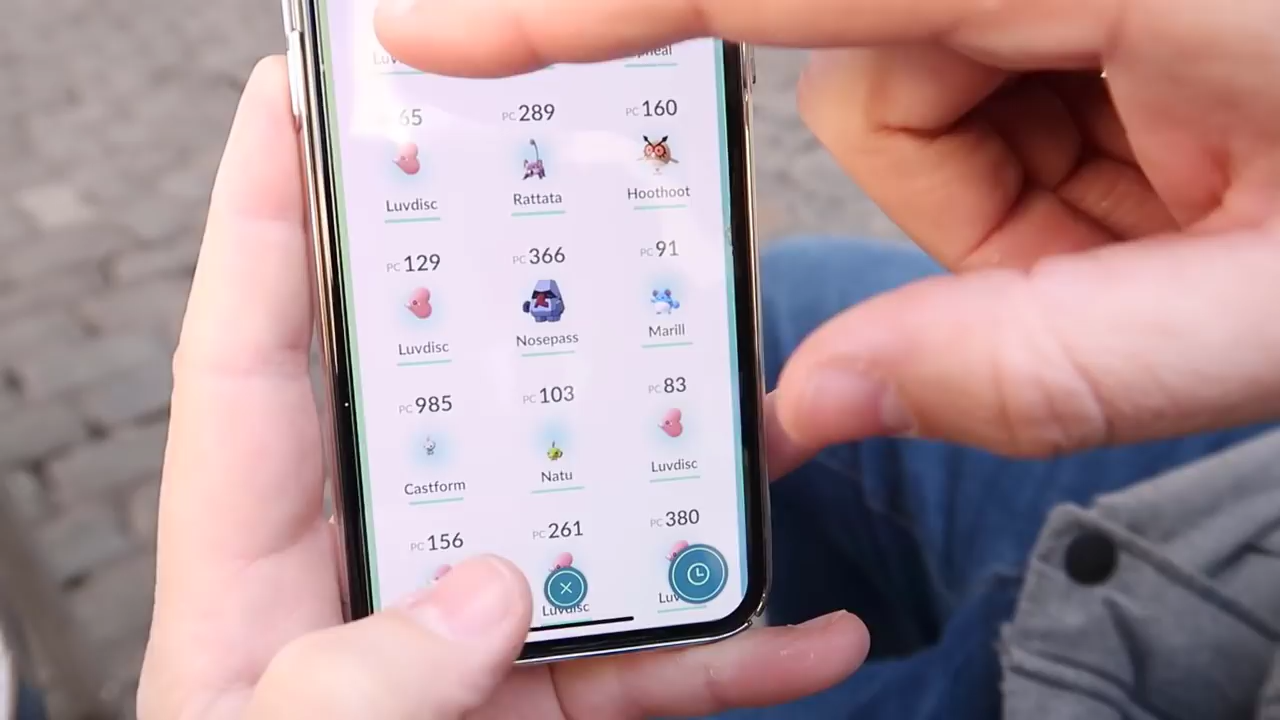 PC 65 PC 289 PC 160
Luvdisc Rattata Hoothoot
PC 129 PC 366 PC 91
Luvdisc Nosepass Marill
PC 985 PC 103 PC 83
Castform Natu Luvdisc
PC 156 PC 261 PC 380
Luvdisc